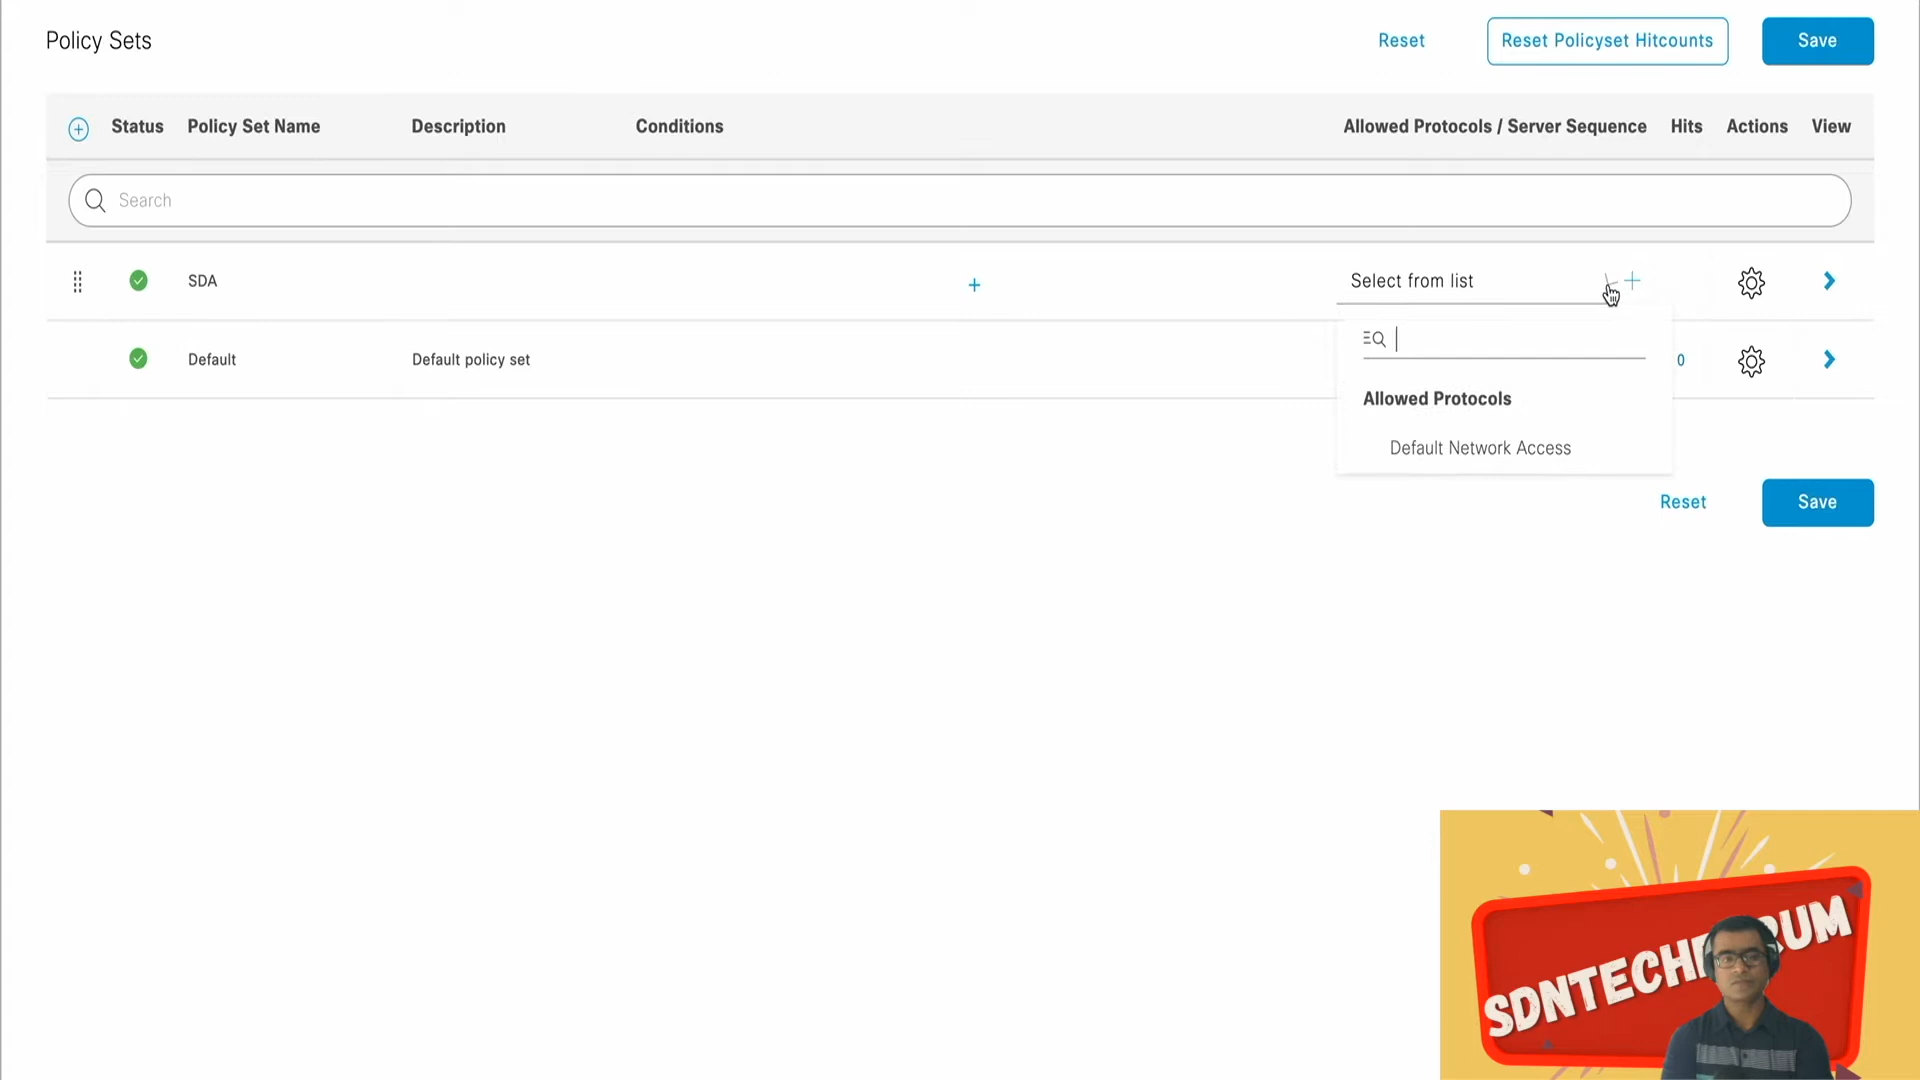 Policy Sets
Reset
Reset Policyset Hitcounts
Save
Status
Policy Set Name
Description
Conditions
Allowed Protocols / Server Sequence
Hits
Actions
View
Search
SDA
+
Select from list
+
Default
Default policy set
0
Allowed Protocols
Default Network Access
Reset
Save